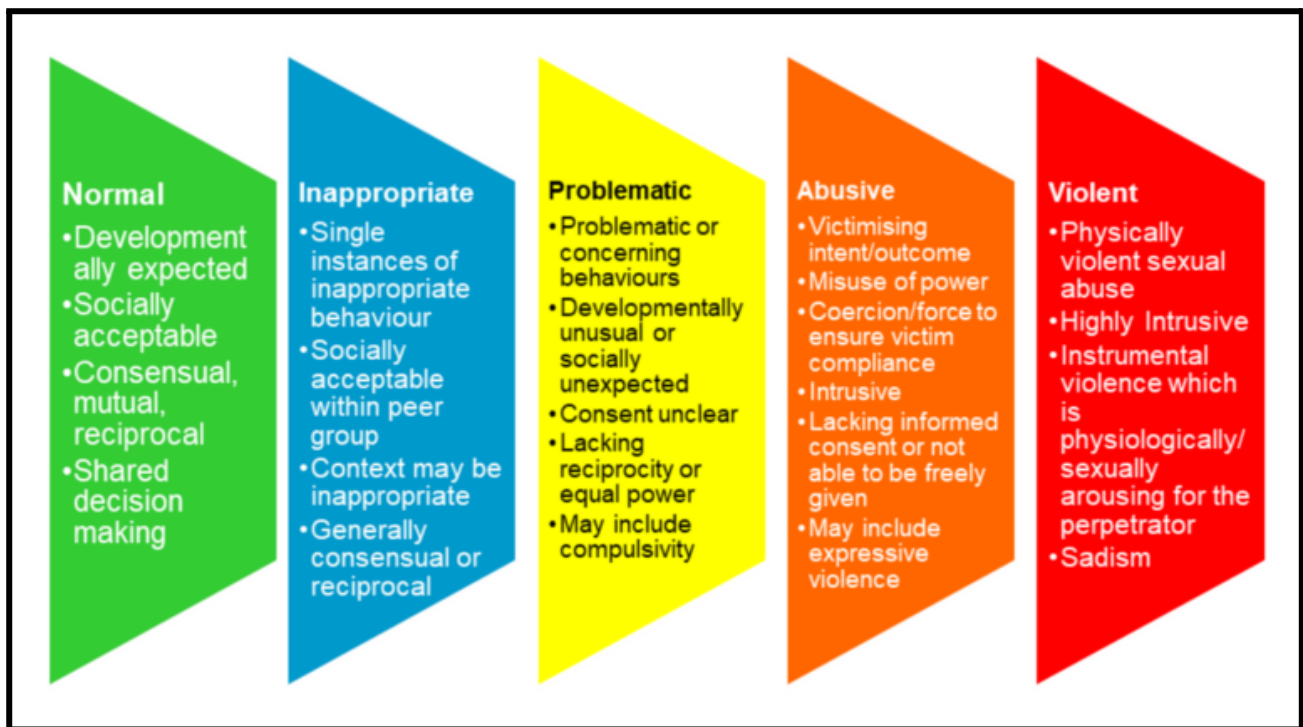 Normal
•Development
ally expected
•Socially
acceptable
•Consensual,
mutual,
reciprocal
•Shared
decision
making
Inappropriate
•Single
instances of
inappropriate
behaviour
•Socially
acceptable
within peer
group
•Context may be
inappropriate
•Generally
consensual or
reciprocal
Problematic
•Problematic or
concerning
behaviours
•Developmentally
unusual or
socially
unexpected
•Consent unclear
•Lacking
reciprocity or
equal power
•May include
compulsivity
Abusive
•Victimising
intent/outcome
•Misuse of power
•Coercion/force to
ensure victim
compliance
•Intrusive
•Lacking informed
consent or not
able to be freely
given
•May include
expressive
violence
Violent
•Physically
violent sexual
abuse
•Highly Intrusive
•Instrumental
violence which
is
physiologically/
sexually
arousing for the
perpetrator
•Sadism